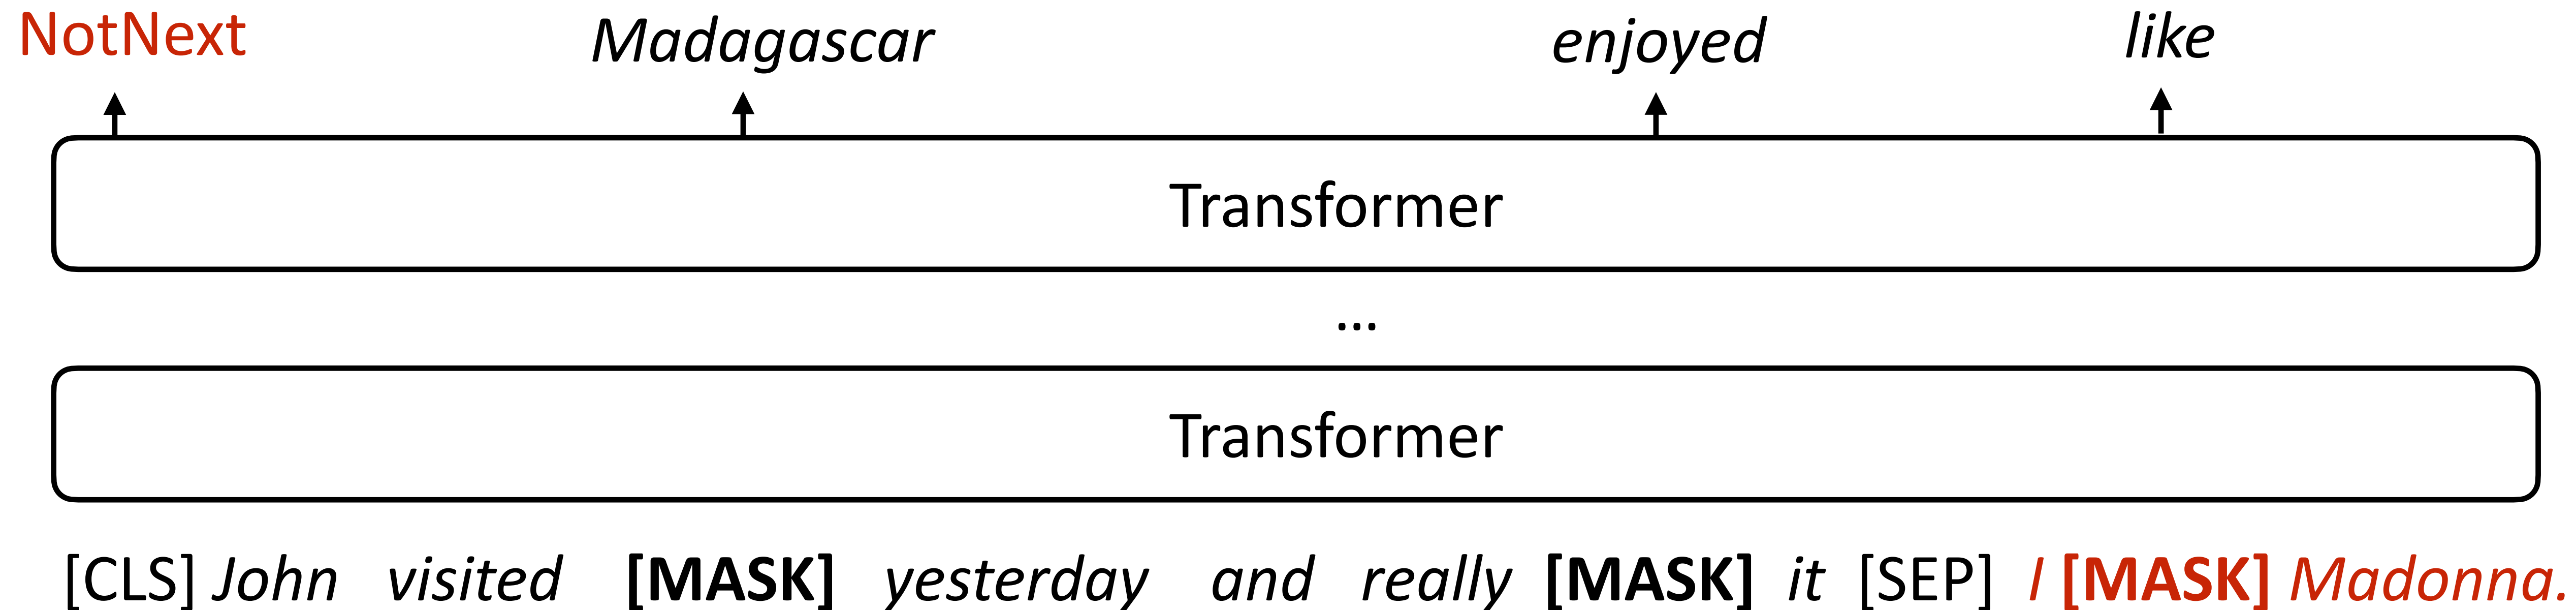 NotNext Madagascar enjoyed like
Transformer
...
Transformer
[CLS] John visited [MASK] yesterday and really [MASK] it [SEP] I [MASK] Madonna.